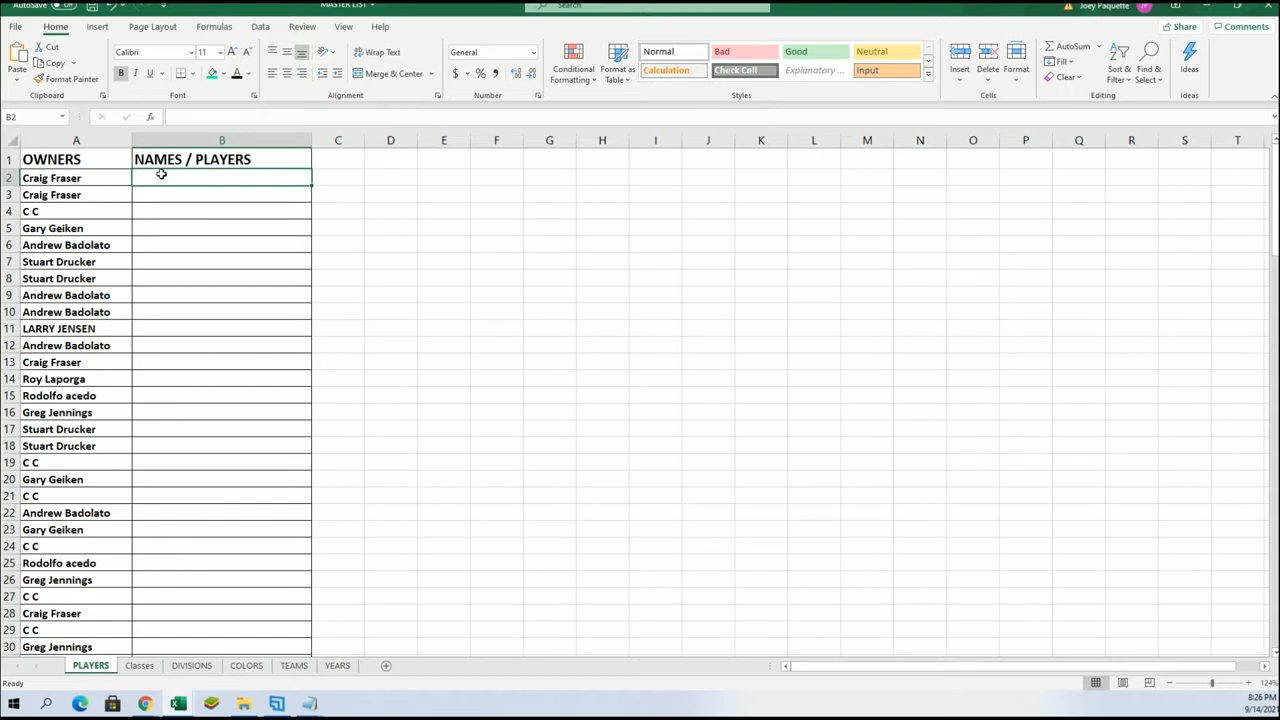 AutoSave Off MASTER LIST Search Joey Paquette JP
File Home Insert Page Layout Formulas Data Review View Help Share Comments
Paste Cut Copy Format Painter Clipboard
Calibri 11 A A B I U A Font
Wrap Text Merge & Center Alignment
General $ % , Number
Conditional Formatting Format as Table
Normal Bad Good Neutral
Calculation Check Cell Explanatory ... Input
Styles
Insert Delete Format Cells
AutoSum Fill Clear Sort & Filter Find & Select Editing
Ideas Ideas
B2 fx
A B C D E F G H I J K L M N O P Q R S T
1 OWNERS NAMES / PLAYERS
2 Craig Fraser
3 Craig Fraser
4 C C
5 Gary Geiken
6 Andrew Badolato
7 Stuart Drucker
8 Stuart Drucker
9 Andrew Badolato
10 Andrew Badolato
11 LARRY JENSEN
12 Andrew Badolato
13 Craig Fraser
14 Roy Laporga
15 Rodolfo acedo
16 Greg Jennings
17 Stuart Drucker
18 Stuart Drucker
19 C C
20 Gary Geiken
21 C C
22 Andrew Badolato
23 Gary Geiken
24 C C
25 Rodolfo acedo
26 Greg Jennings
27 C C
28 Craig Fraser
29 C C
30 Greg Jennings
PLAYERS Classes DIVISIONS COLORS TEAMS YEARS
Ready 124%
8:26 PM